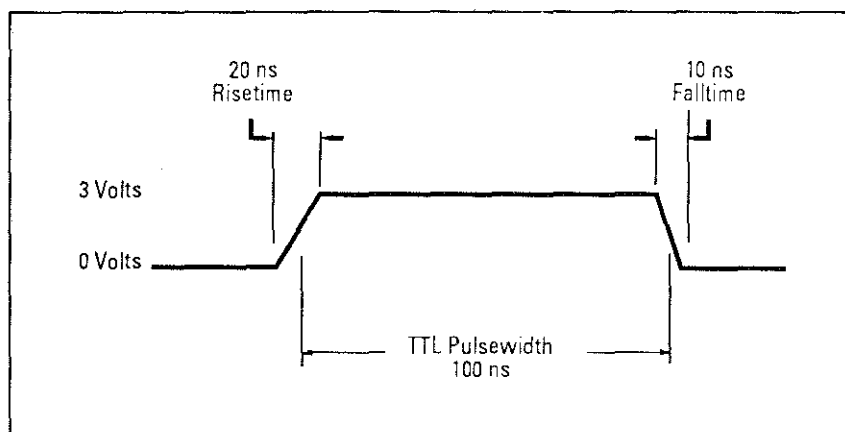 20 ns
Risetime
10 ns
Falltime
3 Volts
0 Volts
TTL Pulsewidth
100 ns